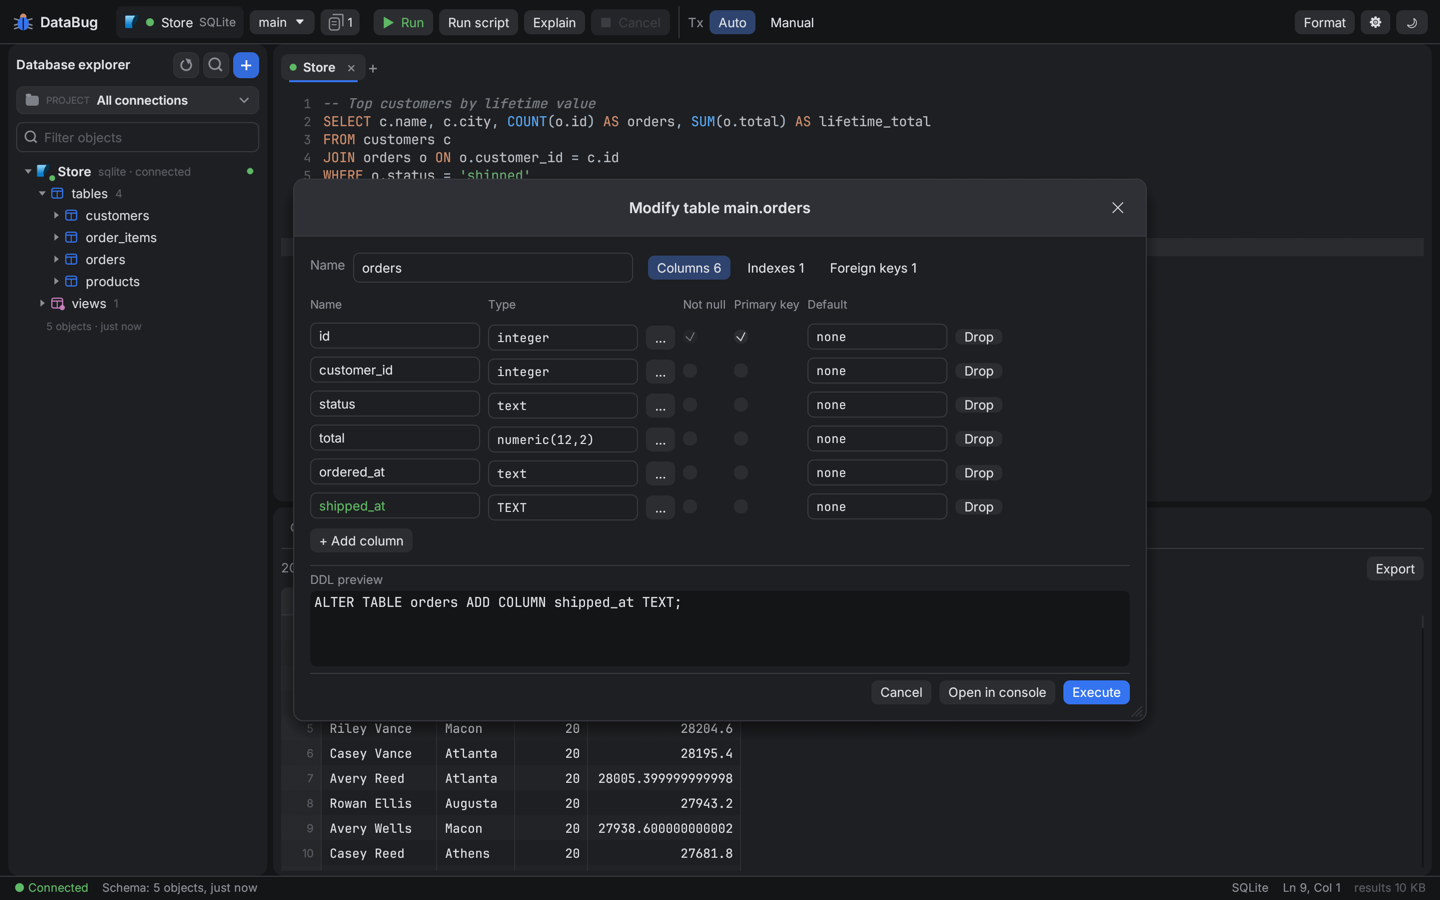 DataBug
Store SQLite
main
1
Run
Run script
Explain
Cancel
Tx
Auto
Manual
Format
Database explorer
PROJECT All connections
Filter objects
Store sqlite · connected
tables 4
customers
order_items
orders
products
views 1
5 objects · just now
Store
1 -- Top customers by lifetime value
2 SELECT c.name, c.city, COUNT(o.id) AS orders, SUM(o.total) AS lifetime_total
3 FROM customers c
4 JOIN orders o ON o.customer_id = c.id
5 WHERE o.status = 'shipped'
Modify table main.orders
Name orders Columns 6 Indexes 1 Foreign keys 1
Name Type Not null Primary key Default
id integer ... none Drop
customer_id integer ... none Drop
status text ... none Drop
total numeric(12,2) ... none Drop
ordered_at text ... none Drop
shipped_at TEXT ... none Drop
+ Add column
DDL preview
ALTER TABLE orders ADD COLUMN shipped_at TEXT;
Cancel Open in console Execute
Export
5 Riley Vance Macon 20 28204.6
6 Casey Vance Atlanta 20 28195.4
7 Avery Reed Atlanta 20 28005.399999999998
8 Rowan Ellis Augusta 20 27943.2
9 Avery Wells Macon 20 27938.600000000002
10 Casey Reed Athens 20 27681.8
Connected Schema: 5 objects, just now SQLite Ln 9, Col 1 results 10 KB